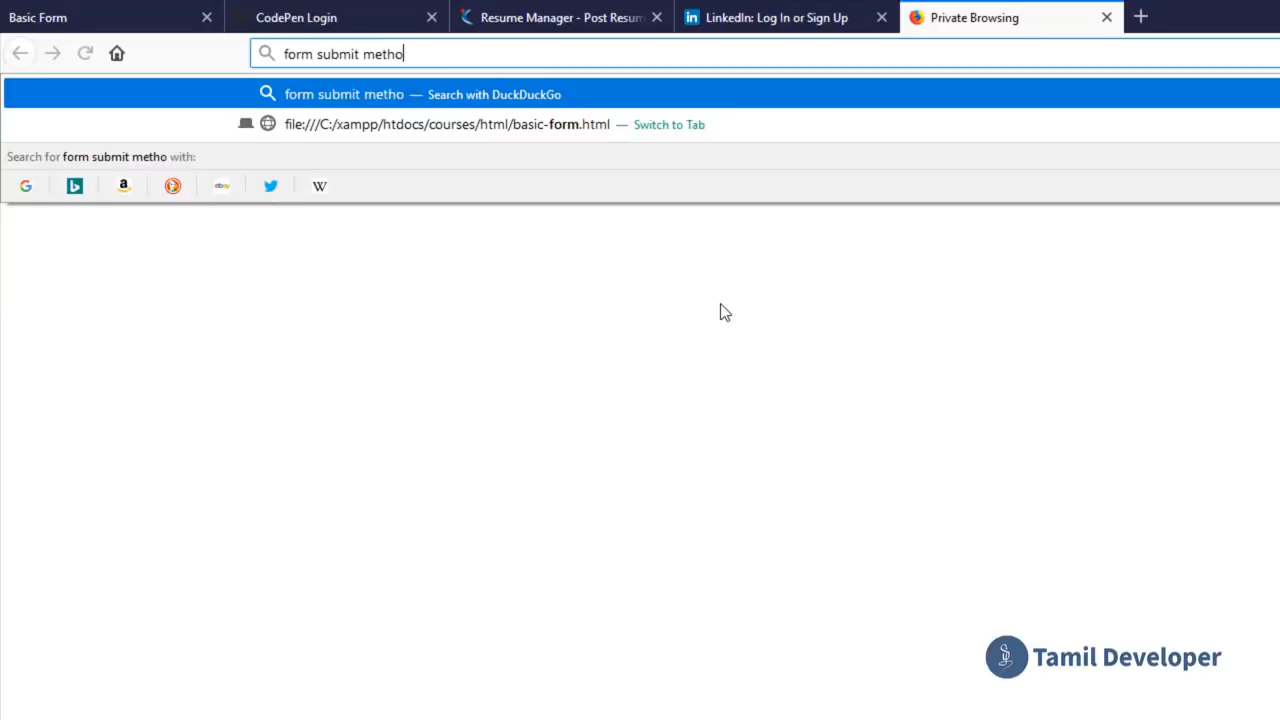 Basic Form
CodePen Login
Resume Manager - Post Resum
LinkedIn: Log In or Sign Up
Private Browsing
form submit metho
form submit metho — Search with DuckDuckGo
file:///C:/xampp/htdocs/courses/html/basic-form.html — Switch to Tab
Search for form submit metho with:
Tamil Developer